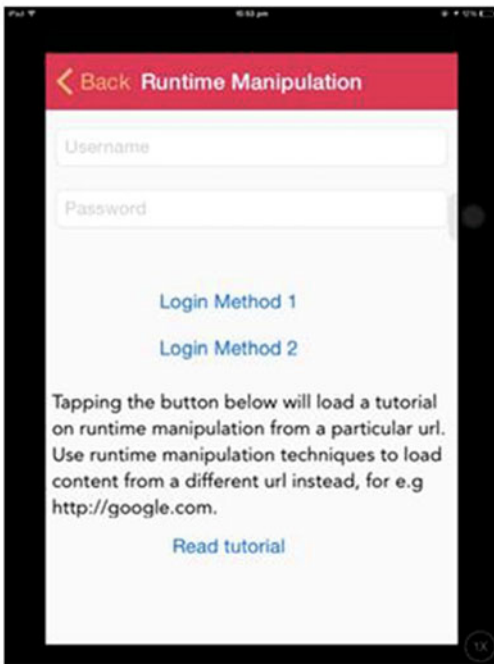 iPad
Back Runtime Manipulation
Username
Password
Login Method 1
Login Method 2
Tapping the button below will load a tutorial
on runtime manipulation from a particular url.
Use runtime manipulation techniques to load
content from a different url instead, for e.g
http://google.com.
Read tutorial
1X